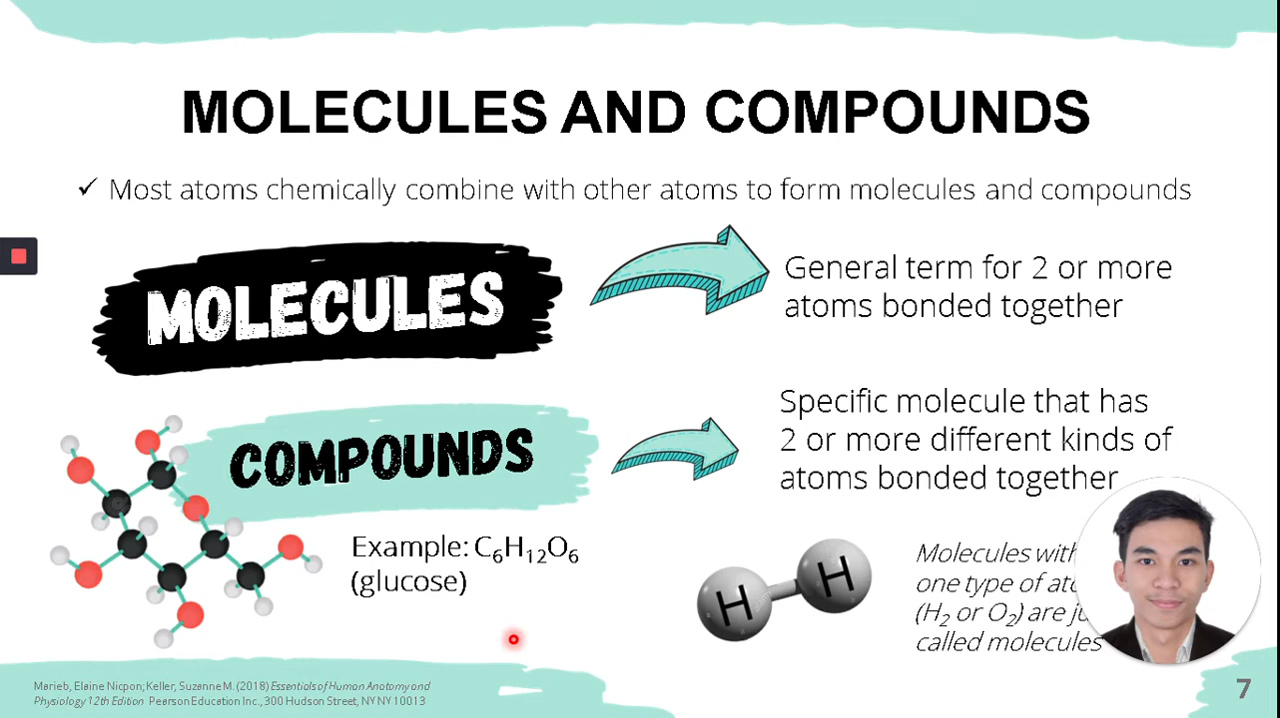 MOLECULES AND COMPOUNDS
✓ Most atoms chemically combine with other atoms to form molecules and compounds
MOLECULES
General term for 2 or more
atoms bonded together
COMPOUNDS
Specific molecule that has
2 or more different kinds of
atoms bonded together
Example: C₆H₁₂O₆
(glucose)
H H
Molecules with
one type of
(H₂ or O₂) are
called molecules
Marieb, Elaine Nicpon; Keller, Suzanne M. (2018) Essentials of Human Anatomy and
Physiology 12th Edition Pearson Education Inc., 300 Hudson Street, NY NY 10013
7